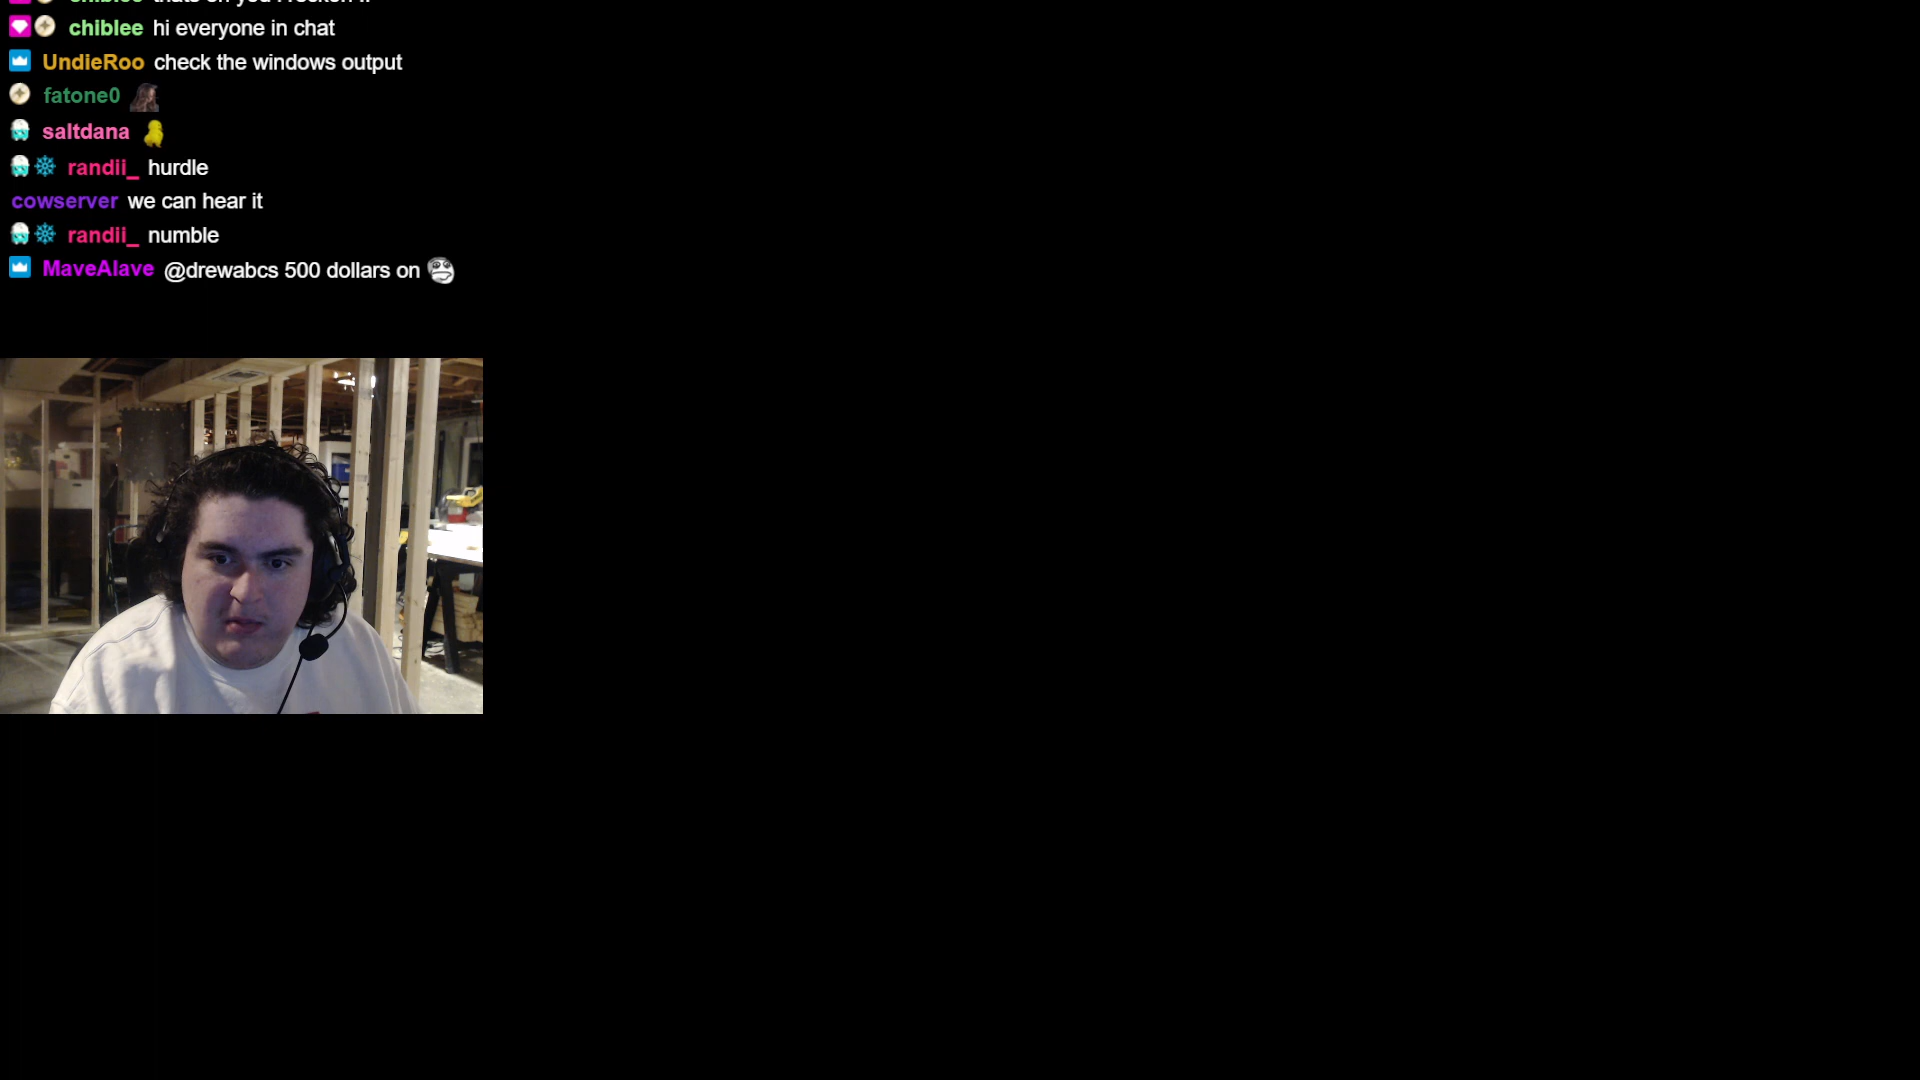 chiblee hi everyone in chat
UndieRoo check the windows output
fatone0
saltdana
randii_ hurdle
cowserver we can hear it
randii_ numble
MaveAlave @drewabcs 500 dollars on